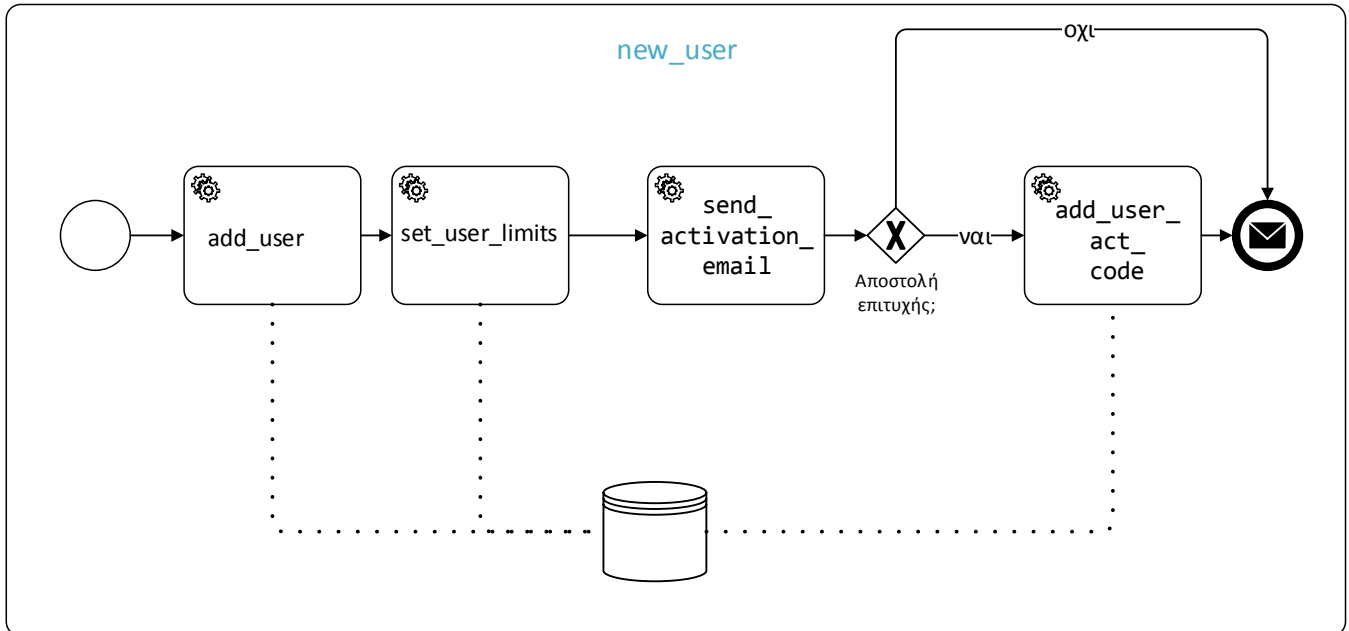 οχι
new_user
add_user
set_user_limits
send_
activation_
email
X
Αποστολή
επιτυχής;
ναι
add_user_
act_
code